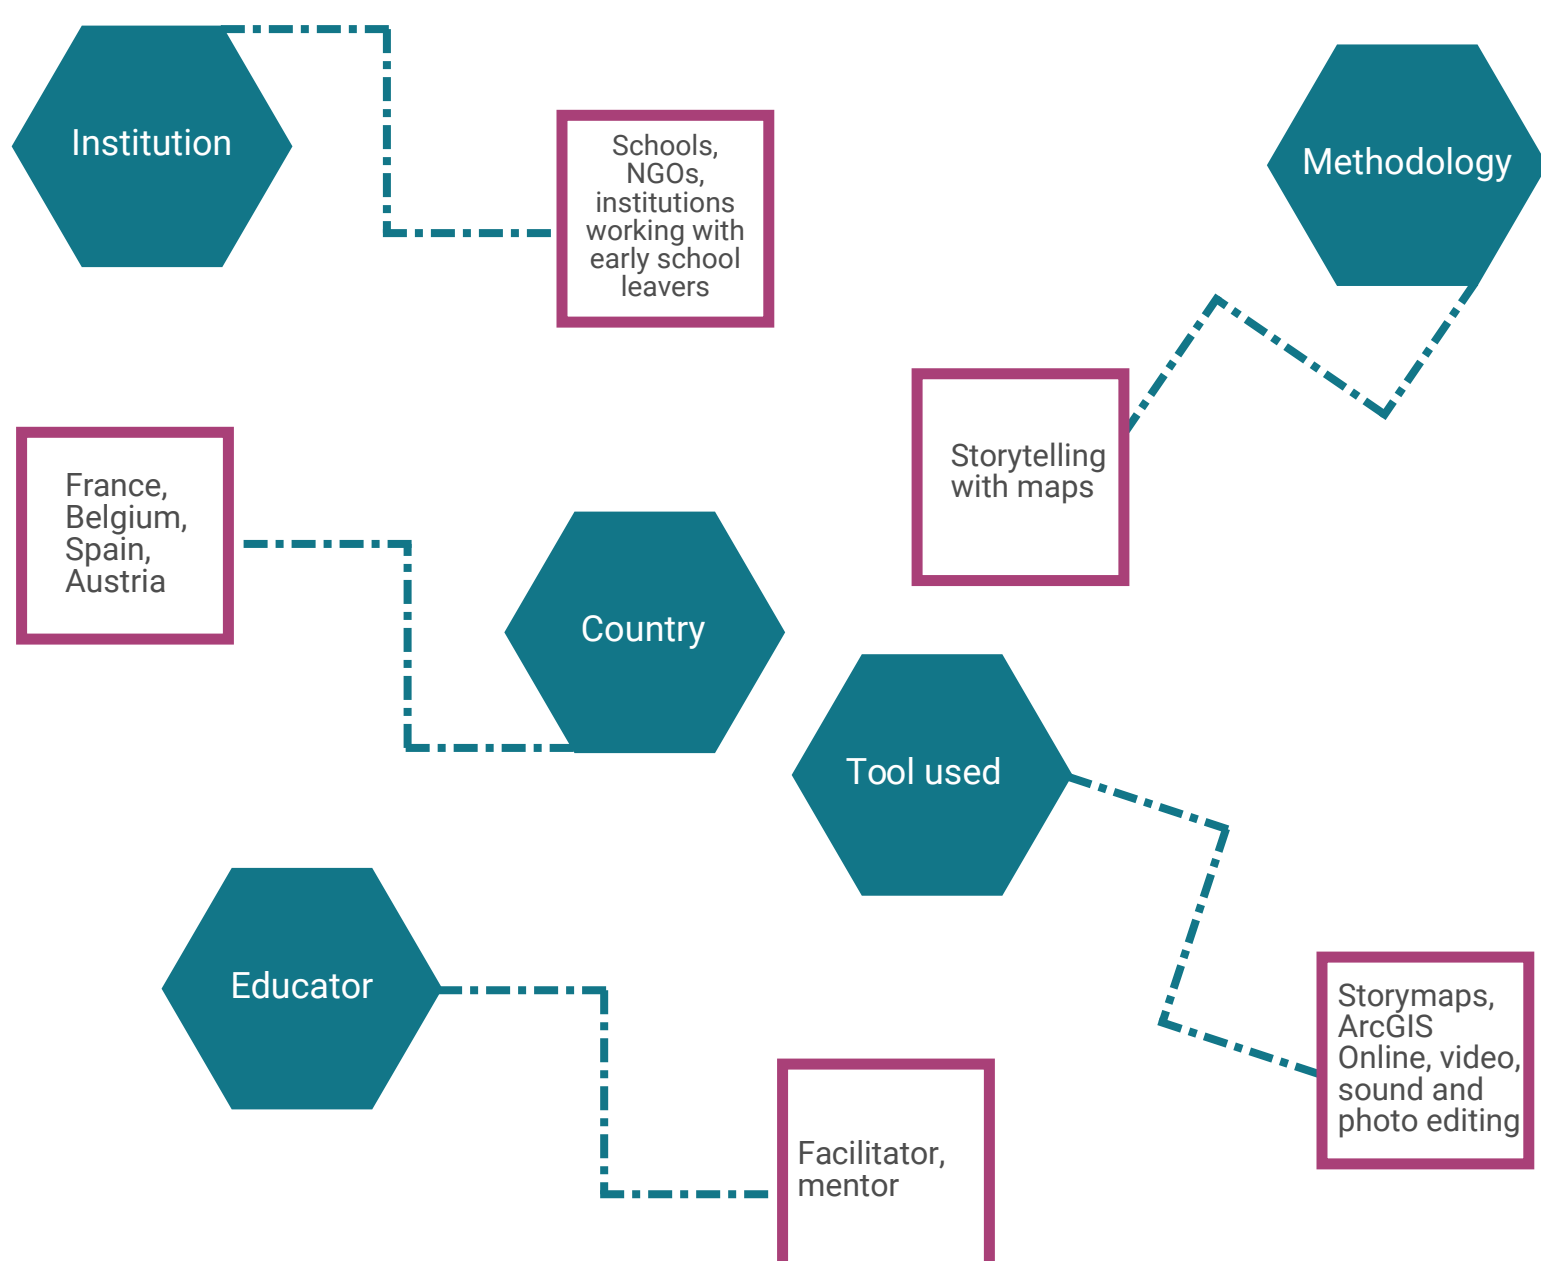 Institution
Schools,
NGOs,
institutions
working with
early school
leavers
Methodology
Storytelling
with maps
France,
Belgium,
Spain,
Austria
Country
Tool used
Storymaps,
ArcGIS
Online, video,
sound and
photo editing
Educator
Facilitator,
mentor